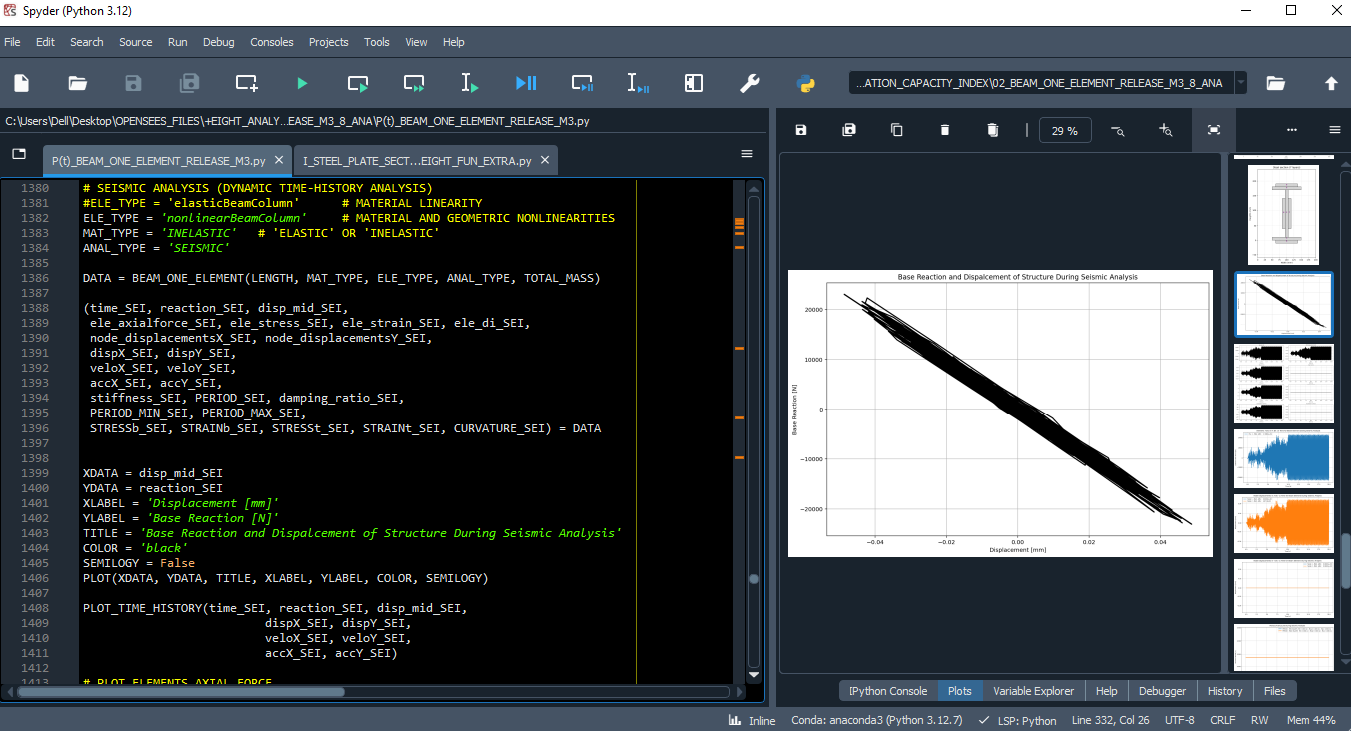 Spyder (Python 3.12)
File Edit Search Source Run Debug Consoles Projects Tools View Help
...ATION_CAPACITY_INDEX\02_BEAM_ONE_ELEMENT_RELEASE_M3_8_ANA
C:\Users\Dell\Desktop\OPENSEES_FILES\+EIGHT_ANALY...EASE_M3_8_ANA\P(t)_BEAM_ONE_ELEMENT_RELEASE_M3.py
P(t)_BEAM_ONE_ELEMENT_RELEASE_M3.py
I_STEEL_PLATE_SECT...EIGHT_FUN_EXTRA.py
1380 # SEISMIC ANALYSIS (DYNAMIC TIME-HISTORY ANALYSIS)
1381 #ELE_TYPE = 'elasticBeamColumn' # MATERIAL LINEARITY
1382 ELE_TYPE = 'nonlinearBeamColumn' # MATERIAL AND GEOMETRIC NONLINEARITIES
1383 MAT_TYPE = 'INELASTIC' # 'ELASTIC' OR 'INELASTIC'
1384 ANAL_TYPE = 'SEISMIC'
1385
1386 DATA = BEAM_ONE_ELEMENT(LENGTH, MAT_TYPE, ELE_TYPE, ANAL_TYPE, TOTAL_MASS)
1387
1388 (time_SEI, reaction_SEI, disp_mid_SEI,
1389 ele_axialforce_SEI, ele_stress_SEI, ele_strain_SEI, ele_di_SEI,
1390 node_displacementsX_SEI, node_displacementsY_SEI,
1391 dispX_SEI, dispY_SEI,
1392 veloX_SEI, veloY_SEI,
1393 accX_SEI, accY_SEI,
1394 stiffness_SEI, PERIOD_SEI, damping_ratio_SEI,
1395 PERIOD_MIN_SEI, PERIOD_MAX_SEI,
1396 STRESSb_SEI, STRAINb_SEI, STRESSt_SEI, STRAINt_SEI, CURVATURE_SEI) = DATA
1397
1398
1399 XDATA = disp_mid_SEI
1400 YDATA = reaction_SEI
1401 XLABEL = 'Displacement [mm]'
1402 YLABEL = 'Base Reaction [N]'
1403 TITLE = 'Base Reaction and Dispalcement of Structure During Seismic Analysis'
1404 COLOR = 'black'
1405 SEMILOGY = False
1406 PLOT(XDATA, YDATA, TITLE, XLABEL, YLABEL, COLOR, SEMILOGY)
1407
1408 PLOT_TIME_HISTORY(time_SEI, reaction_SEI, disp_mid_SEI,
1409 dispX_SEI, dispY_SEI,
1410 veloX_SEI, veloY_SEI,
1411 accX_SEI, accY_SEI)
1412
1413 # PLOT ELEMENTS AXIAL FORCE
29 %
Base Reaction and Dispalcement of Structure During Seismic Analysis
Base Reaction [N]
20000
10000
0
−10000
−20000
−0.04 −0.02 0.00 0.02 0.04
Displacement [mm]
IPython Console Plots Variable Explorer Help Debugger History Files
Inline Conda: anaconda3 (Python 3.12.7) LSP: Python Line 332, Col 26 UTF-8 CRLF RW Mem 44%